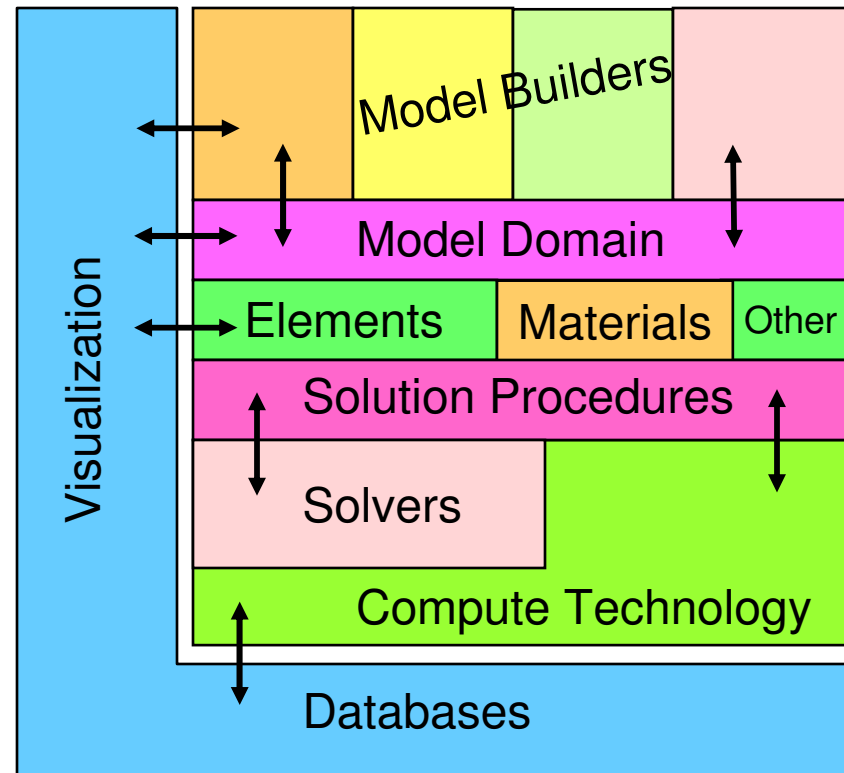 Model Builders
Model Domain
Elements
Materials
Other
Solution Procedures
Solvers
Compute Technology
Visualization
Databases